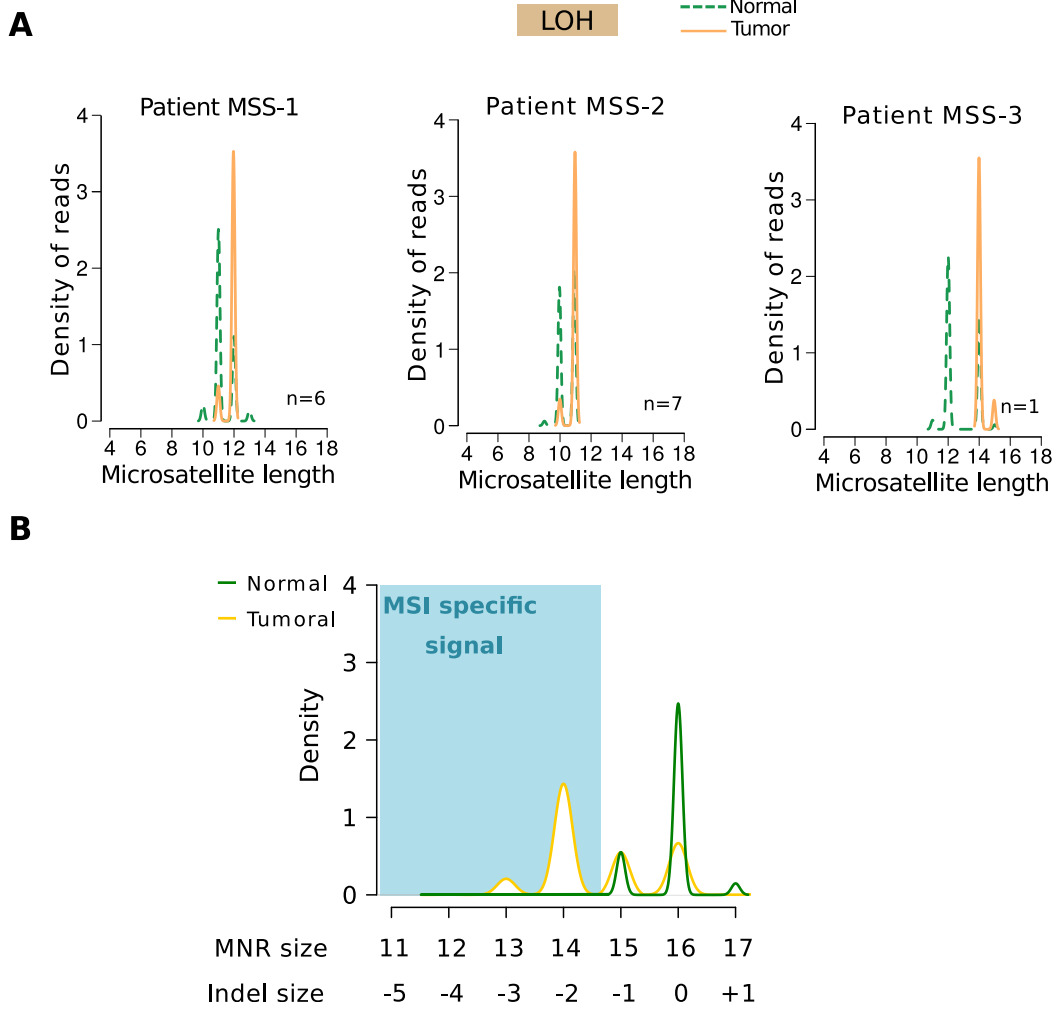 A
LOH
Normal
Tumor
Patient MSS-1
Patient MSS-2
Patient MSS-3
Density of reads
4
3
2
1
0
n=6
4 6 8 10 12 14 16 18
Microsatellite length
Density of reads
4
3
2
1
0
n=7
4 6 8 10 12 14 16 18
Microsatellite length
Density of reads
4
3
2
1
0
n=1
4 6 8 10 12 14 16 18
Microsatellite length
B
Normal
Tumoral
MSI specific
signal
Density
4
3
2
1
0
MNR size 11 12 13 14 15 16 17
Indel size -5 -4 -3 -2 -1 0 +1